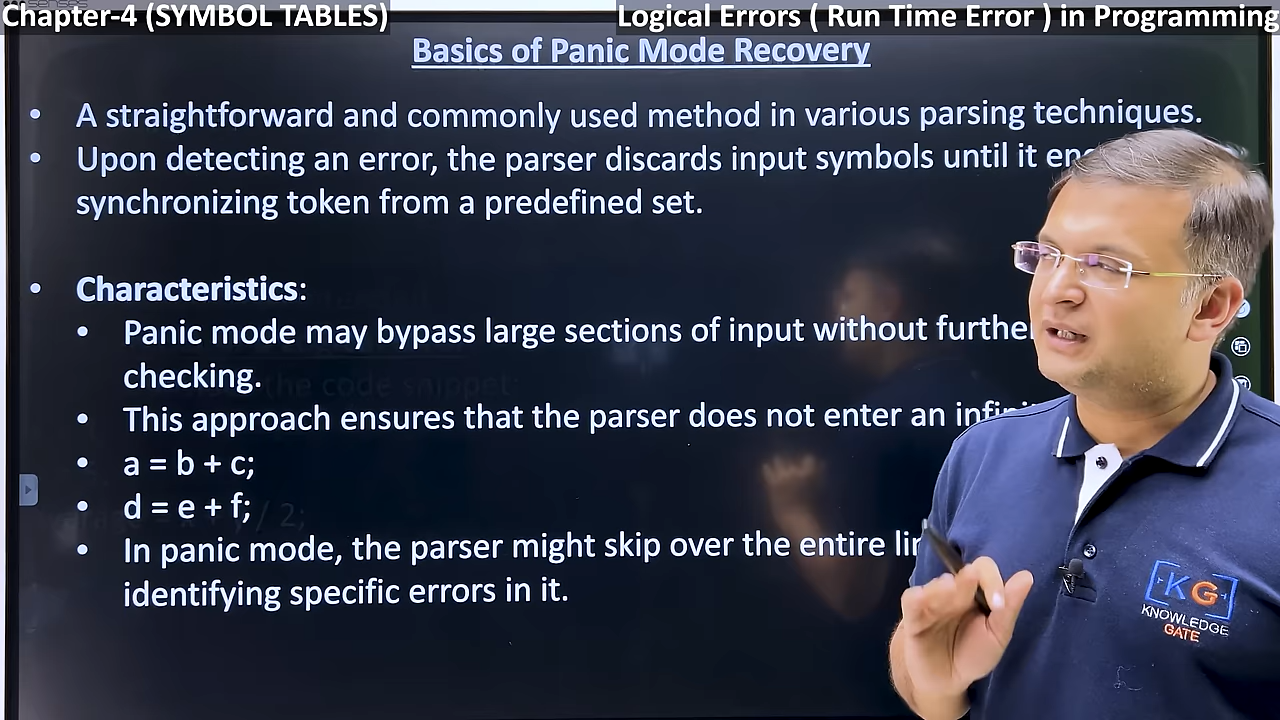 Chapter-4 (SYMBOL TABLES)
Logical Errors ( Run Time Error ) in Programming
Basics of Panic Mode Recovery
• A straightforward and commonly used method in various parsing techniques.
• Upon detecting an error, the parser discards input symbols until it
synchronizing token from a predefined set.
• Characteristics:
• Panic mode may bypass large sections of input without
checking.
• This approach ensures that the parser does not enter an
• a = b + c;
• d = e + f;
• In panic mode, the parser might skip over the entire
identifying specific errors in it.
KG
KNOWLEDGE
GATE